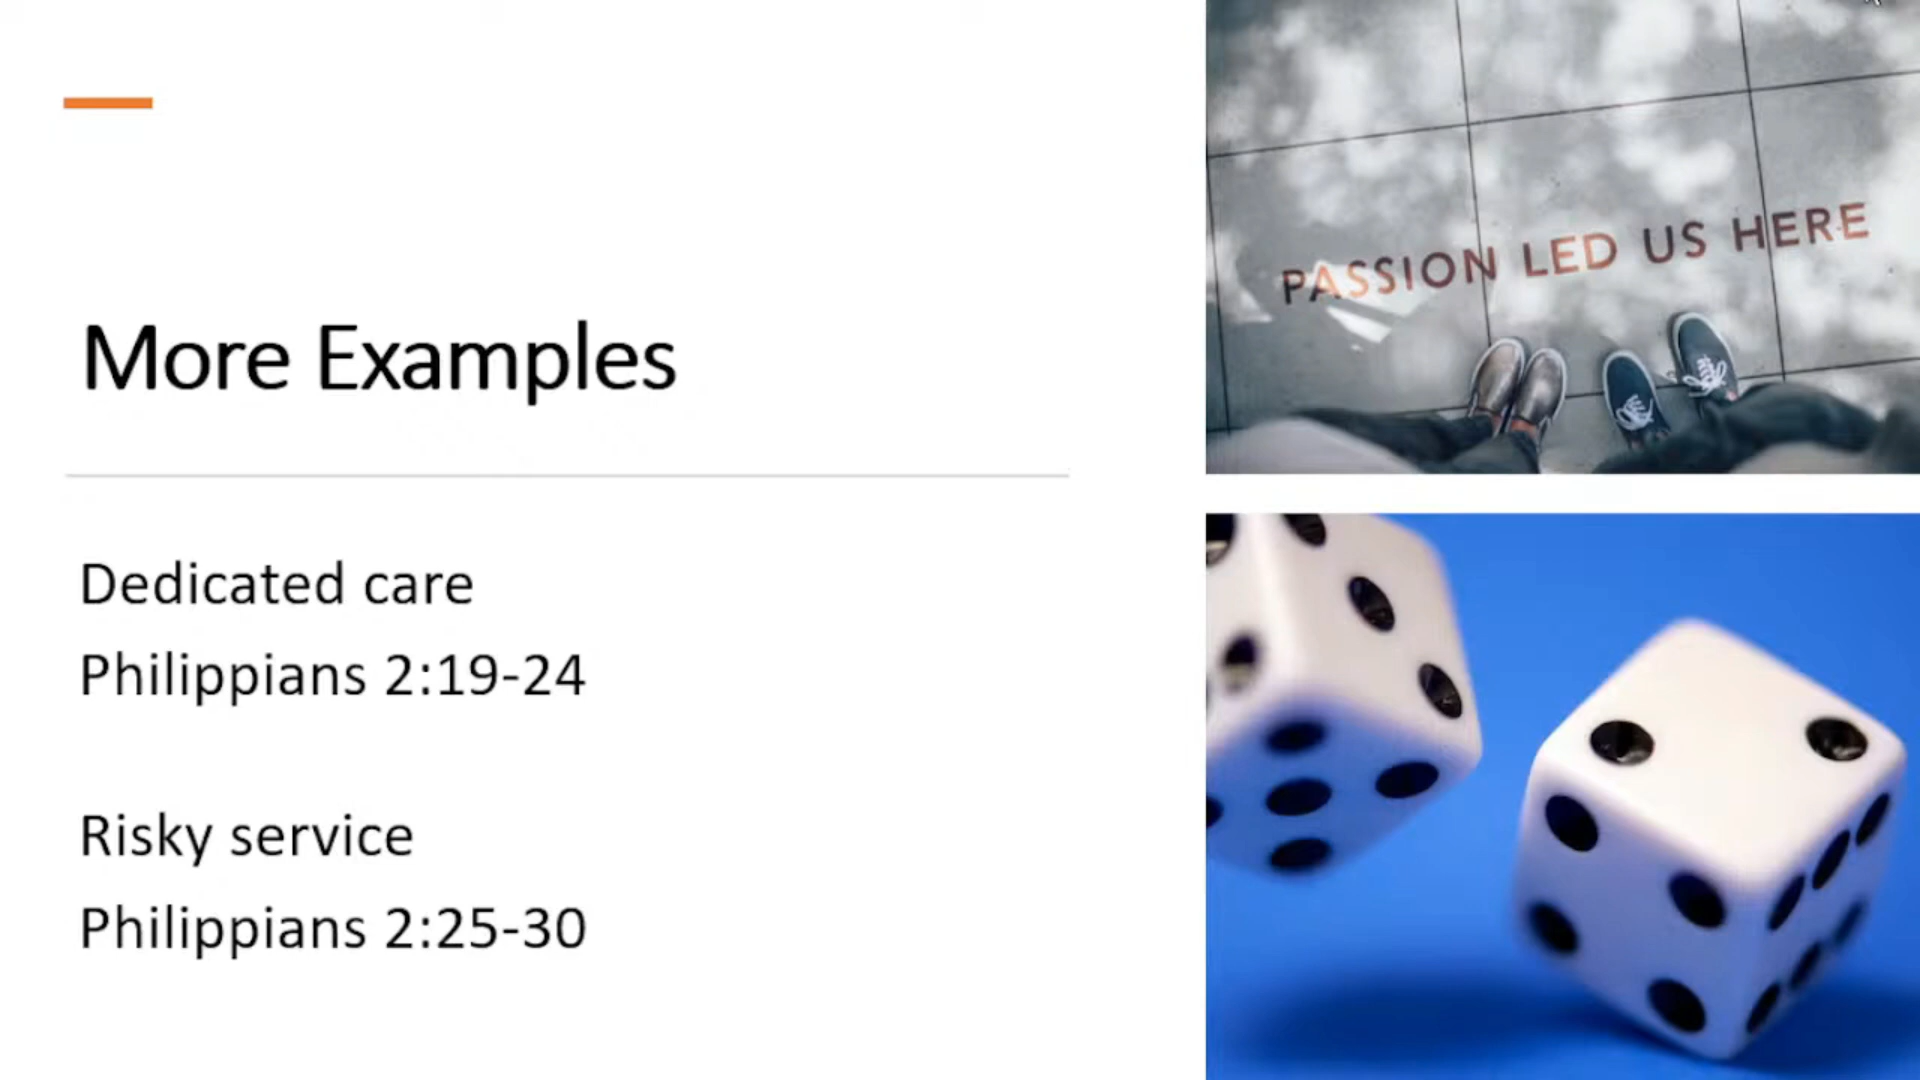 More Examples
Dedicated care
Philippians 2:19-24
Risky service
Philippians 2:25-30
PASSION LED US HERE